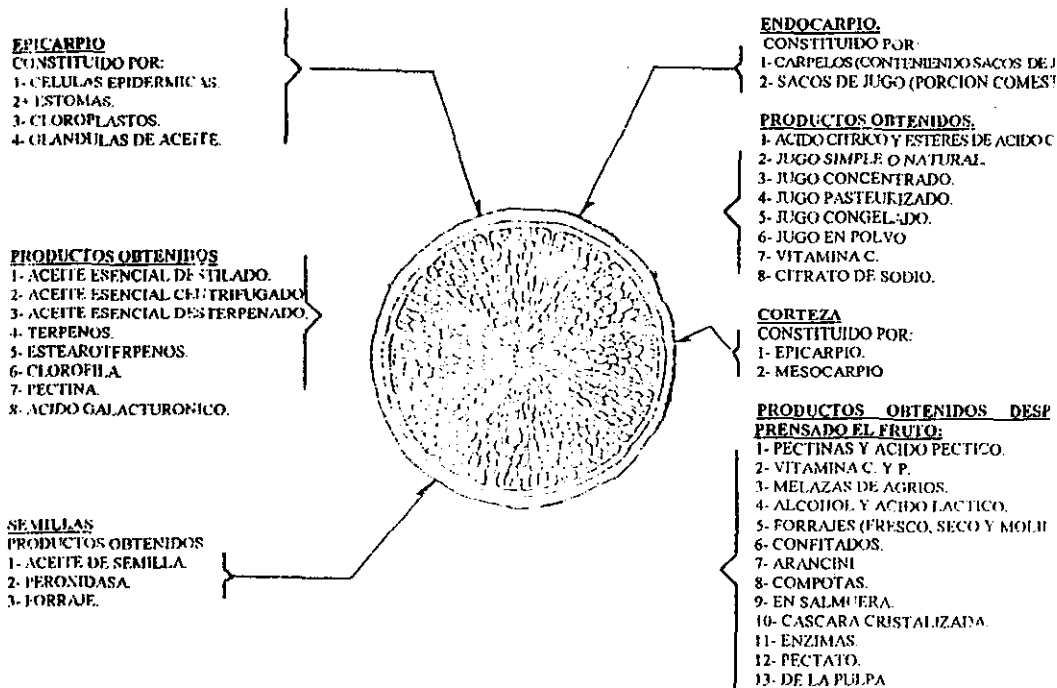 EPICARPIO
CONSTITUIDO POR:
1- CELULAS EPIDERMICAS.
2- ESTOMAS.
3- CLOROPLASTOS.
4- GLANDULAS DE ACEITE.
PRODUCTOS OBTENIDOS
1- ACEITE ESENCIAL DESTILADO.
2- ACEITE ESENCIAL CENTRIFUGADO
3- ACEITE ESENCIAL DESTERPENADO.
4- TERPENOS.
5- ESTEAROTERPENOS.
6- CLOROFILA
7- PECTINA.
8- ACIDO GALACTURONICO.
SEMILLAS
PRODUCTOS OBTENIDOS
1- ACEITE DE SEMILLA.
2- PEROXIDASA.
3- FORRAJE.
ENDOCARPIO.
CONSTITUIDO POR:
1- CARPELOS (CONTENIENDO SACOS DE J
2- SACOS DE JUGO (PORCION COMEST
PRODUCTOS OBTENIDOS.
1- ACIDO CITRICO Y ESTERES DE ACIDO C
2- JUGO SIMPLE O NATURAL.
3- JUGO CONCENTRADO.
4- JUGO PASTEURIZADO.
5- JUGO CONGELADO.
6- JUGO EN POLVO
7- VITAMINA C.
8- CITRATO DE SODIO.
CORTEZA
CONSTITUIDO POR:
1- EPICARPIO.
2- MESOCARPIO
PRODUCTOS OBTENIDOS DESP
PRENSADO EL FRUTO:
1- PECTINAS Y ACIDO PECTICO.
2- VITAMINA C. Y P.
3- MELAZAS DE AGRIOS.
4- ALCOHOL Y ACIDO LACTICO.
5- FORRAJES (FRESCO, SECO Y MOLI
6- CONFITADOS.
7- ARANCINI
8- COMPOTAS.
9- EN SALMUERA.
10- CASCARA CRISTALIZADA.
11- ENZIMAS.
12- PECTATO.
13- DE LA PULPA